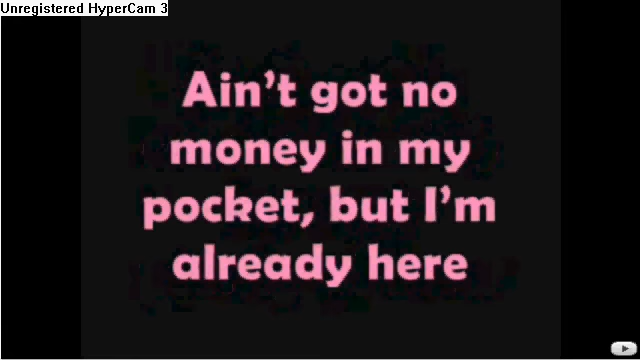 Unregistered HyperCam 3
Ain't got no
money in my
pocket, but I'm
already here